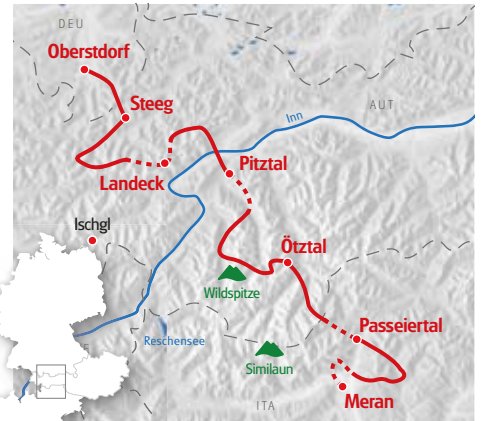 DEU
Oberstdorf
Steeg
Inn
AUT
Landeck
Pitztal
Ischgl
Ötztal
Wildspitze
Reschensee
Passeiertal
Similaun
Meran
ITA